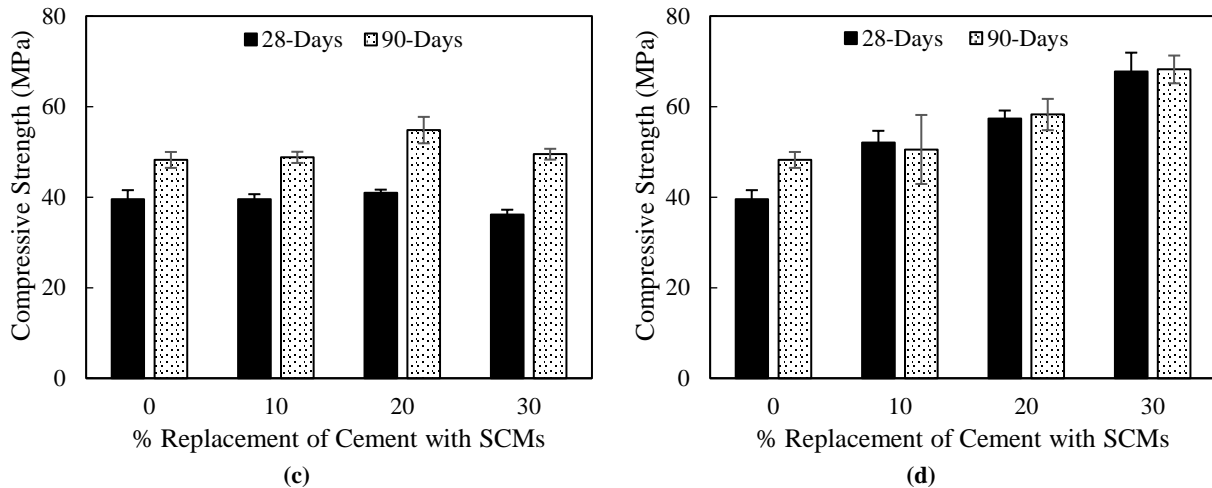 80
60
40
20
0
Compressive Strength (MPa)
28-Days 90-Days
0 10 20 30
% Replacement of Cement with SCMs
(c)
80
60
40
20
0
Compressive Strength (MPa)
28-Days 90-Days
0 10 20 30
% Replacement of Cement with SCMs
(d)